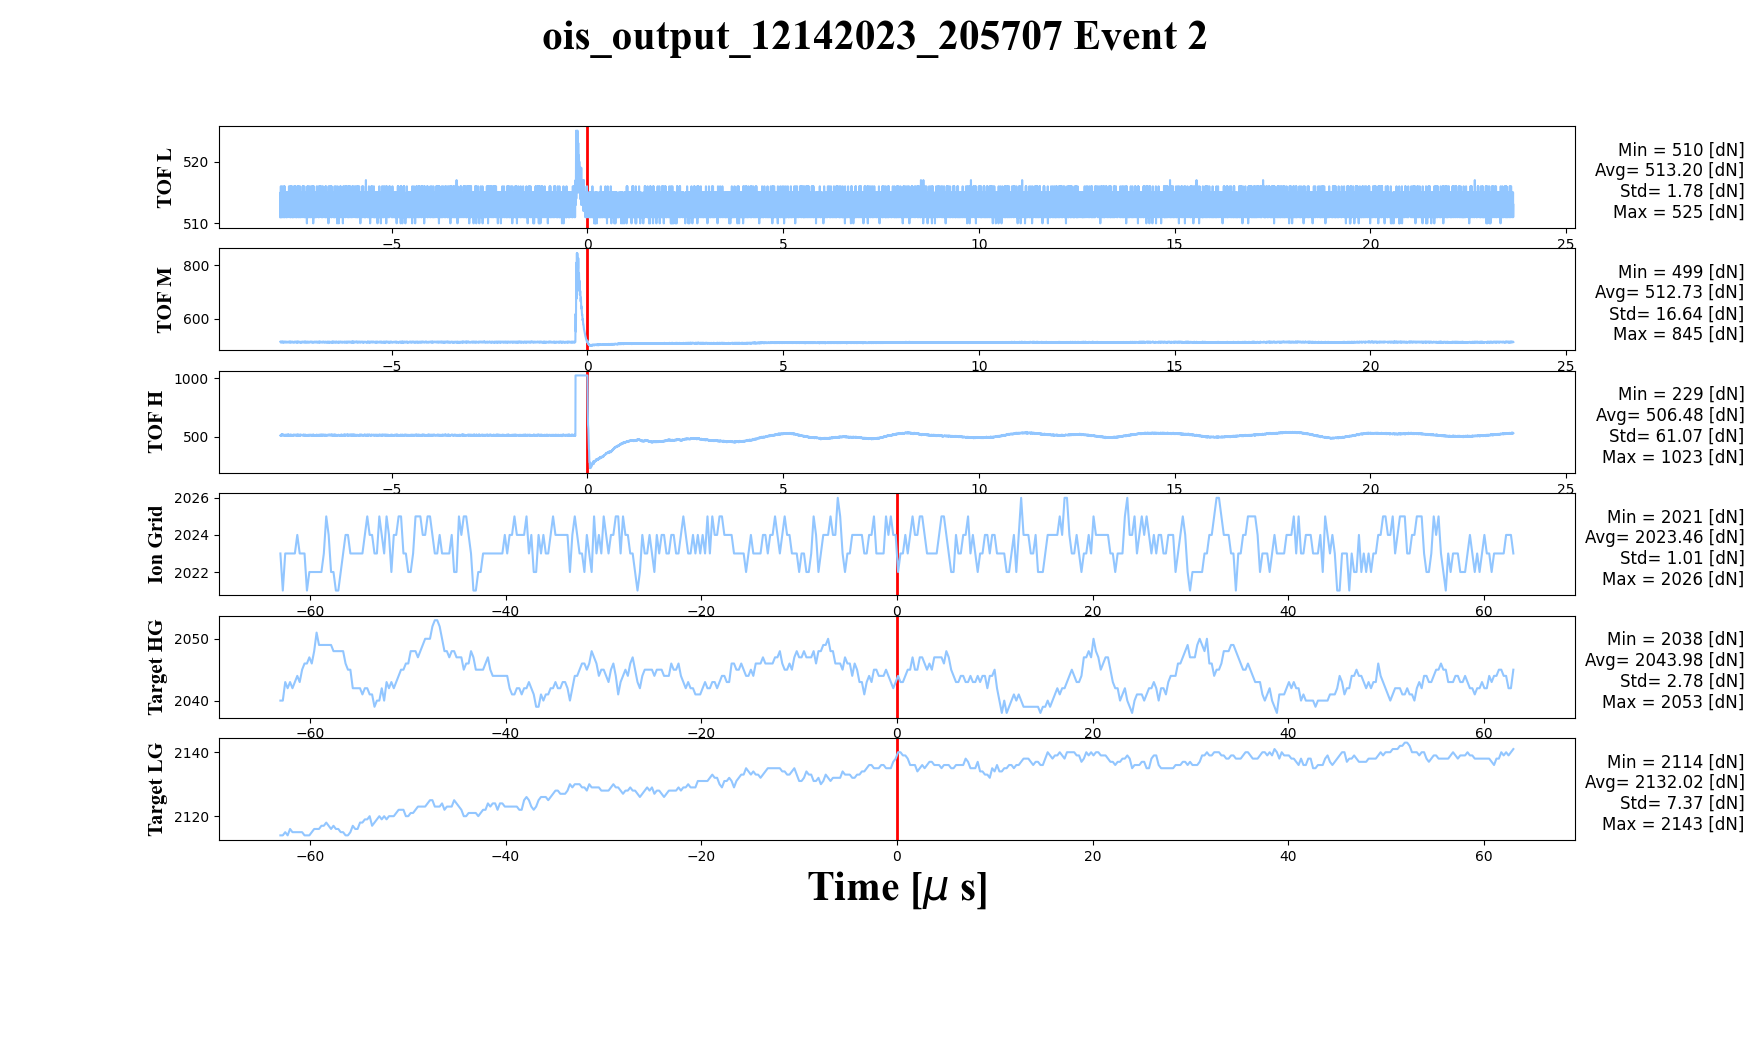 ois_output_12142023_205707 Event 2
TOF L
520
510
−5
0
5
10
15
20
25
Min = 510 [dN]
Avg= 513.20 [dN]
Std= 1.78 [dN]
Max = 525 [dN]
TOF M
800
600
−5
0
5
10
15
20
25
Min = 499 [dN]
Avg= 512.73 [dN]
Std= 16.64 [dN]
Max = 845 [dN]
TOF H
1000
500
−5
0
5
10
15
20
25
Min = 229 [dN]
Avg= 506.48 [dN]
Std= 61.07 [dN]
Max = 1023 [dN]
Ion Grid
2026
2024
2022
−60
−40
−20
0
20
40
60
Min = 2021 [dN]
Avg= 2023.46 [dN]
Std= 1.01 [dN]
Max = 2026 [dN]
Target HG
2050
2040
−60
−40
−20
0
20
40
60
Min = 2038 [dN]
Avg= 2043.98 [dN]
Std= 2.78 [dN]
Max = 2053 [dN]
Target LG
2140
2120
−60
−40
−20
0
20
40
60
Min = 2114 [dN]
Avg= 2132.02 [dN]
Std= 7.37 [dN]
Max = 2143 [dN]
Time [μ s]